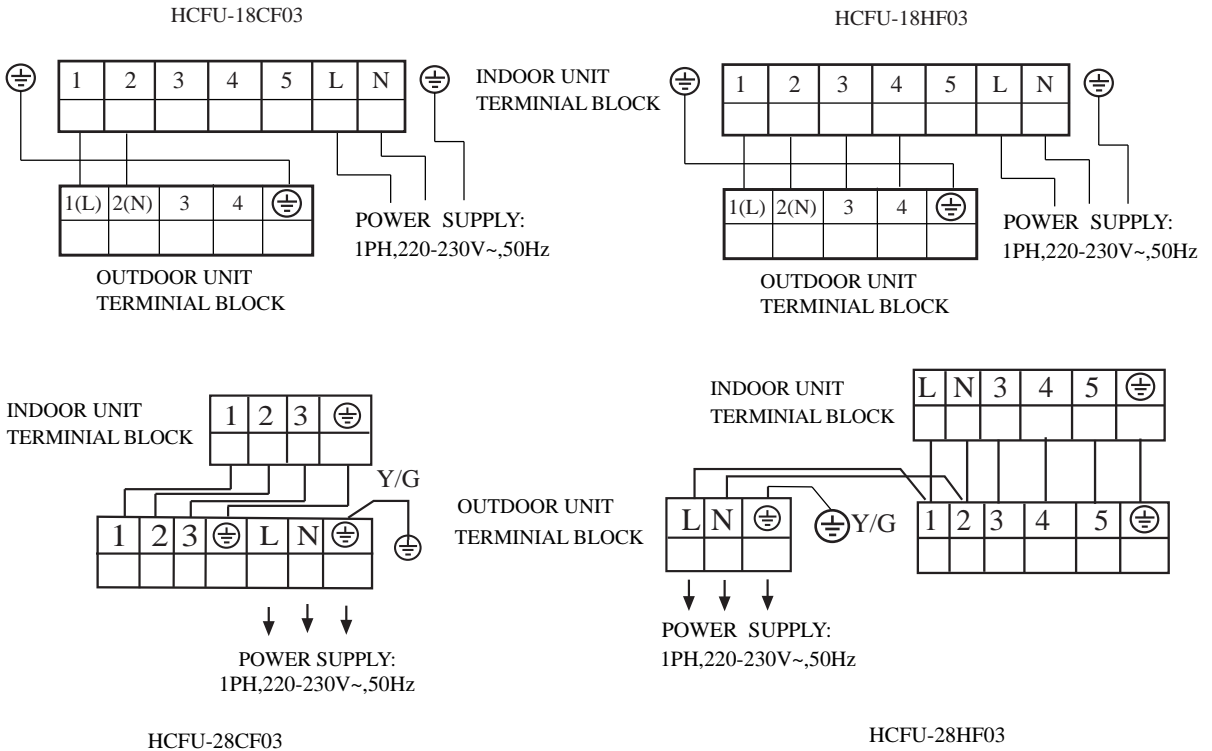 HCFU-18CF03
1 2 3 4 5 L N
1(L) 2(N) 3 4
POWER SUPPLY:
1PH,220-230V~,50Hz
OUTDOOR UNIT
TERMINIAL BLOCK
INDOOR UNIT
TERMINIAL BLOCK
HCFU-18HF03
1 2 3 4 5 L N
1(L) 2(N) 3 4
POWER SUPPLY:
1PH,220-230V~,50Hz
OUTDOOR UNIT
TERMINIAL BLOCK
INDOOR UNIT
TERMINIAL BLOCK
1 2 3
Y/G
1 2 3 L N
POWER SUPPLY:
1PH,220-230V~,50Hz
HCFU-28CF03
OUTDOOR UNIT
TERMINIAL BLOCK
INDOOR UNIT
TERMINIAL BLOCK
L N 3 4 5
L N
Y/G
1 2 3 4 5
POWER SUPPLY:
1PH,220-230V~,50Hz
HCFU-28HF03